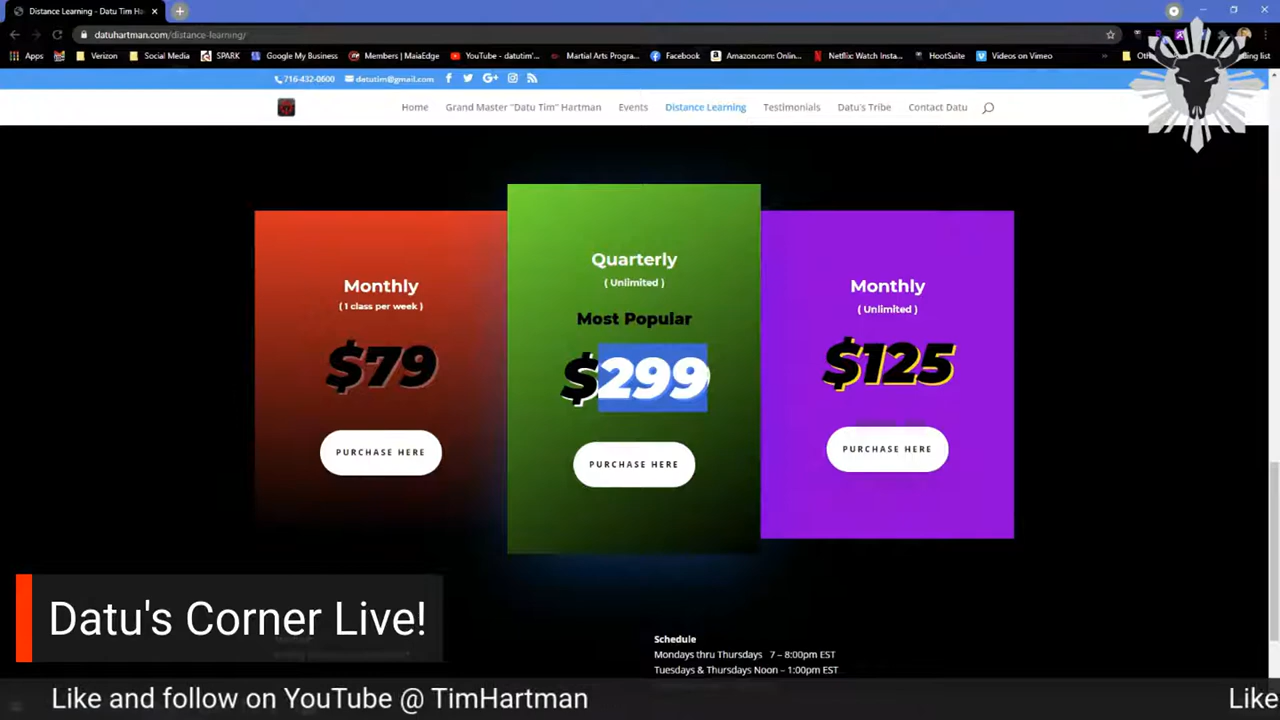 Distance Learning - Datu Tim Ha
datuhartman.com/distance-learning/
Apps
Verizon
Social Media
SPARK
Google My Business
Members | MaiaEdge
YouTube - datutim'...
Martial Arts Progra...
Facebook
Amazon.com: Onlin...
Netflix: Watch Insta...
HootSuite
Videos on Vimeo
716-432-0600
datutim@gmail.com
Home
Grand Master "Datu Tim" Hartman
Events
Distance Learning
Testimonials
Datu's Tribe
Contact Datu
Monthly
( 1 class per week )
$79
PURCHASE HERE
Quarterly
( Unlimited )
Most Popular
$299
PURCHASE HERE
Monthly
( Unlimited )
$125
PURCHASE HERE
Datu's Corner Live!
Schedule
Mondays thru Thursdays 7 – 8:00pm EST
Tuesdays & Thursdays Noon – 1:00pm EST
Like and follow on YouTube @ TimHartman
Like